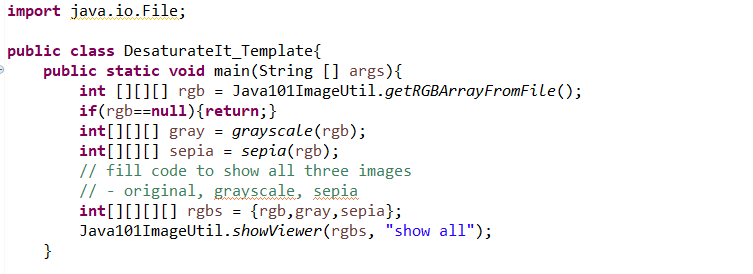 import java.io.File;
public class DesaturateIt_Template{
public static void main(String [] args){
int [][][] rgb = Java101ImageUtil.getRGBArrayFromFile();
if(rgb==null){return;}
int[][][] gray = grayscale(rgb);
int[][][] sepia = sepia(rgb);
// fill code to show all three images
// - original, grayscale, sepia
int[][][][] rgbs = {rgb,gray,sepia};
Java101ImageUtil.showViewer(rgbs, "show all");
}